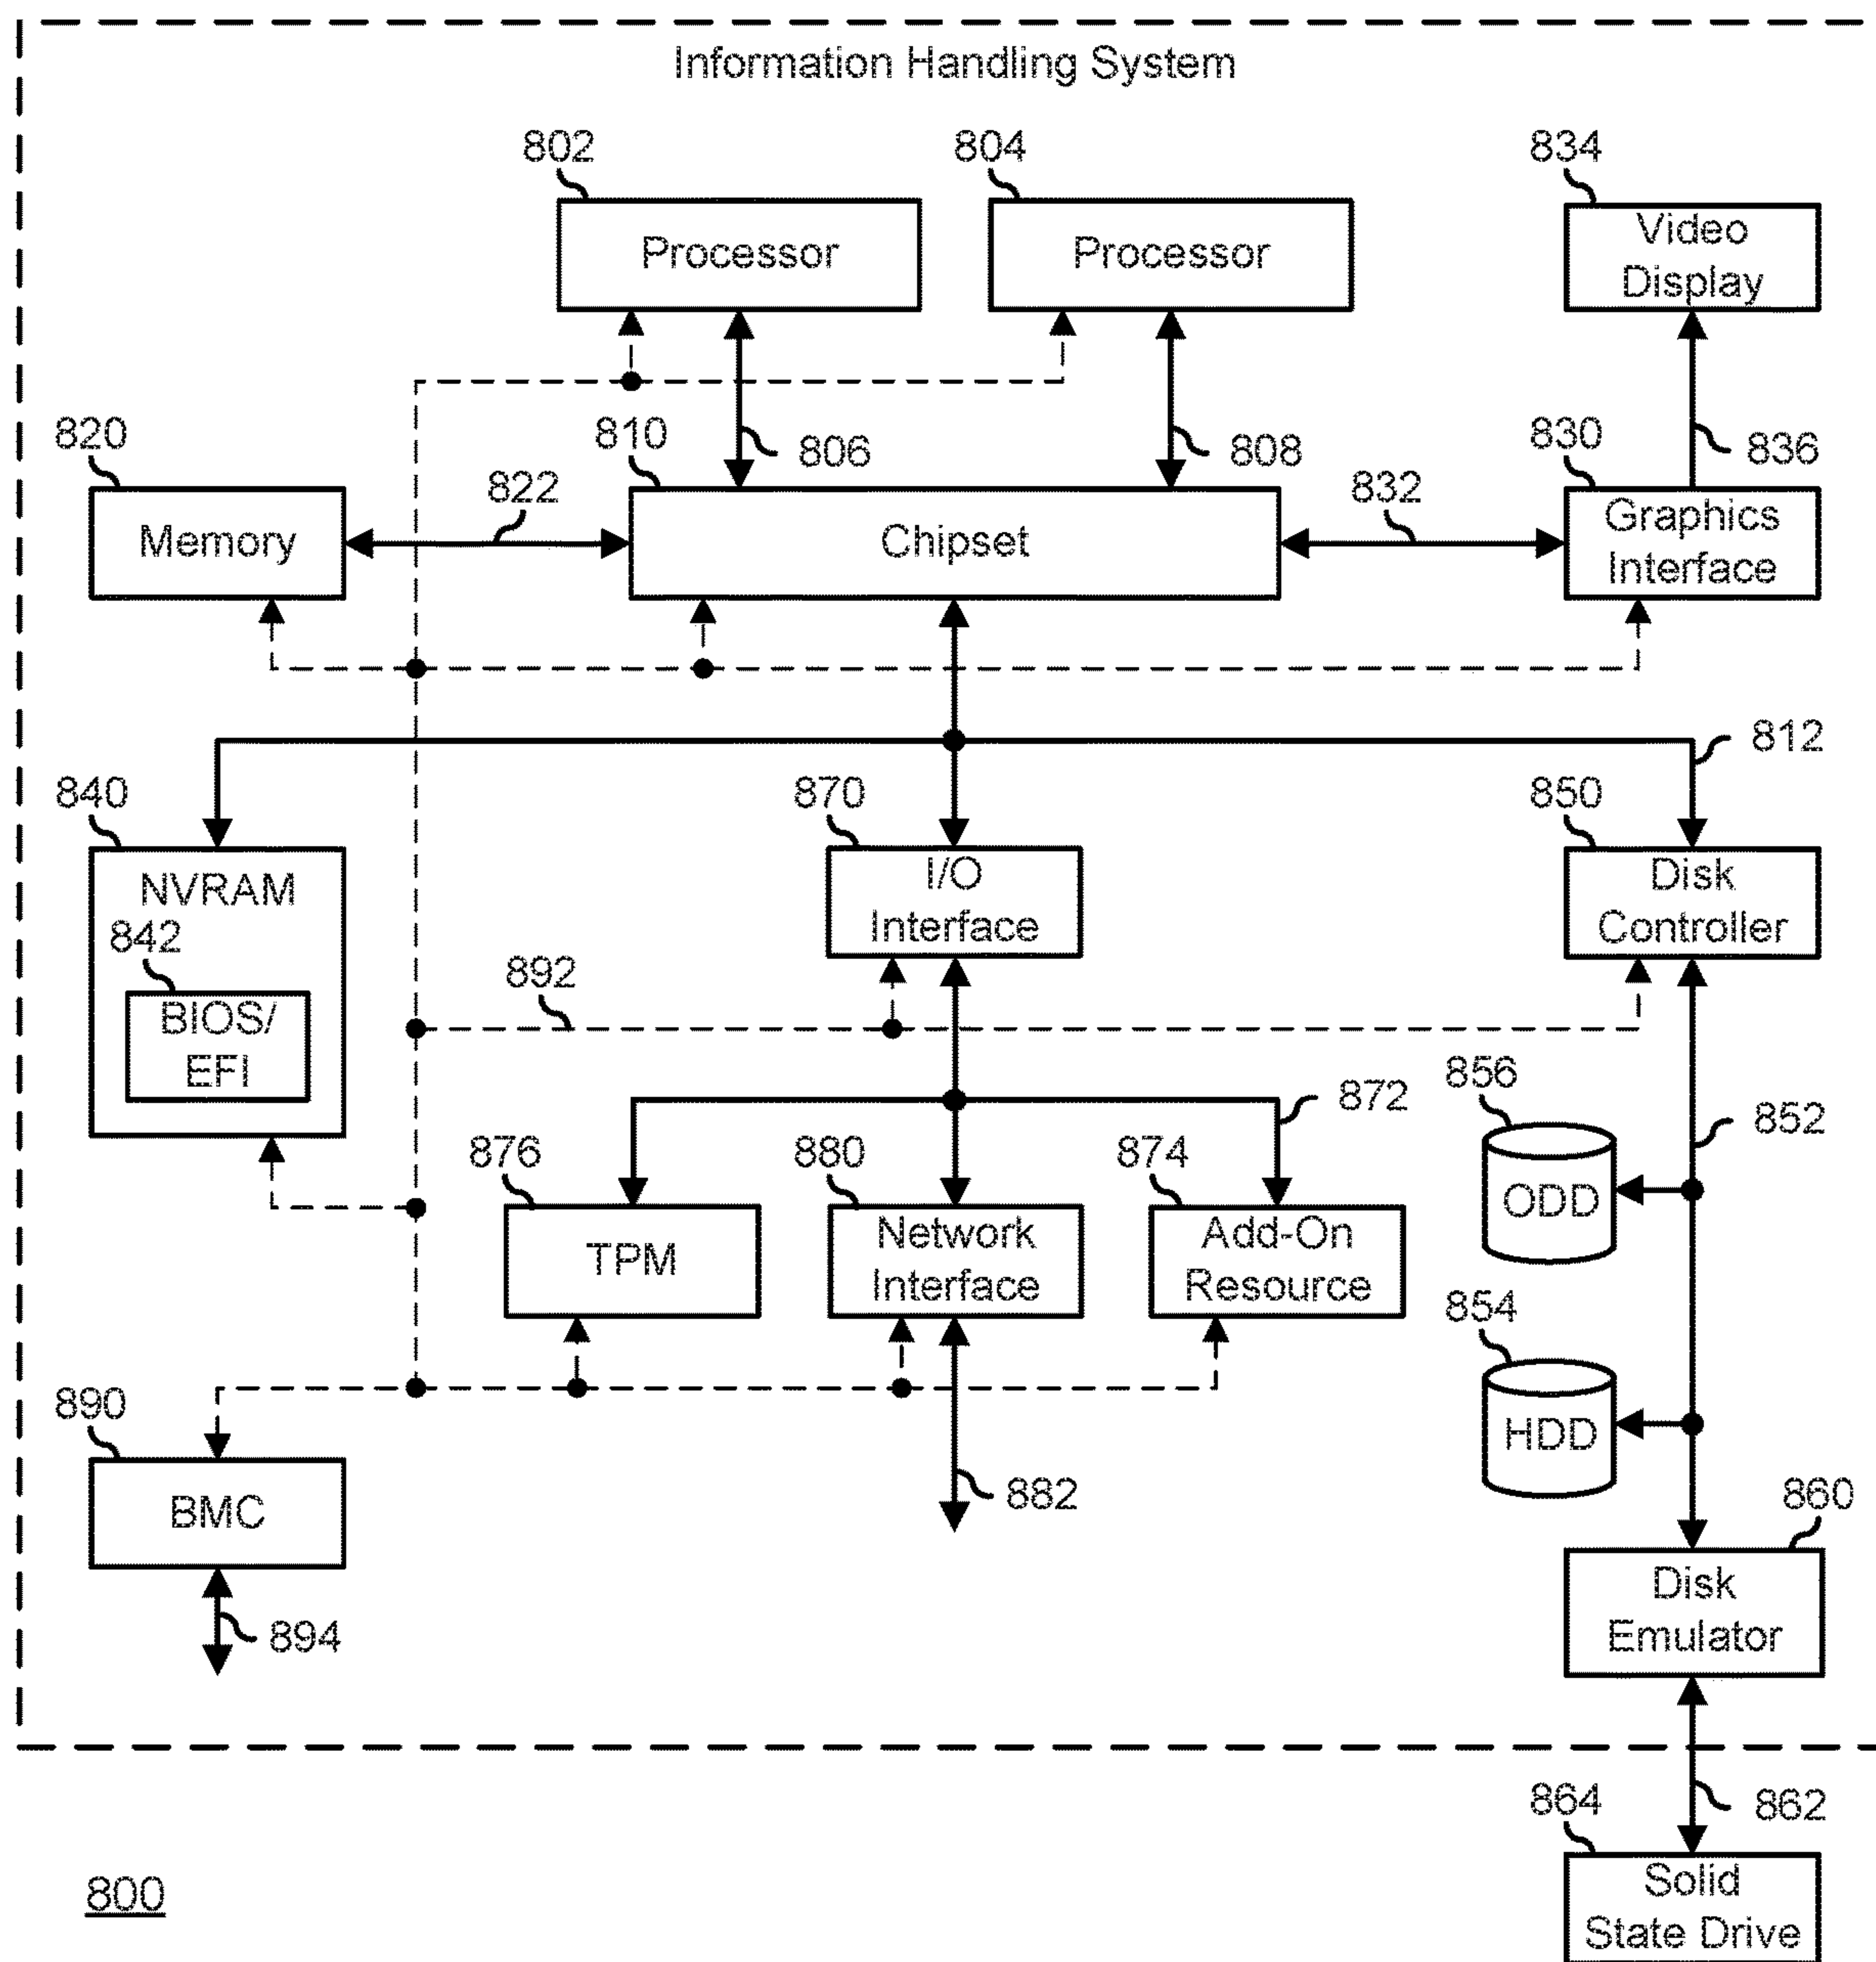 Information Handling System
802
804
834
Processor
Processor
Video
Display
820
810
806
808
830
836
822
832
Memory
Chipset
Graphics
Interface
812
840
870
850
NVRAM
I/O
Interface
Disk
Controller
842
BIOS/
EFI
892
856
872
852
876
880
874
ODD
TPM
Network
Interface
Add-On
Resource
854
HDD
890
882
860
BMC
Disk
Emulator
894
864
862
800
Solid
State Drive